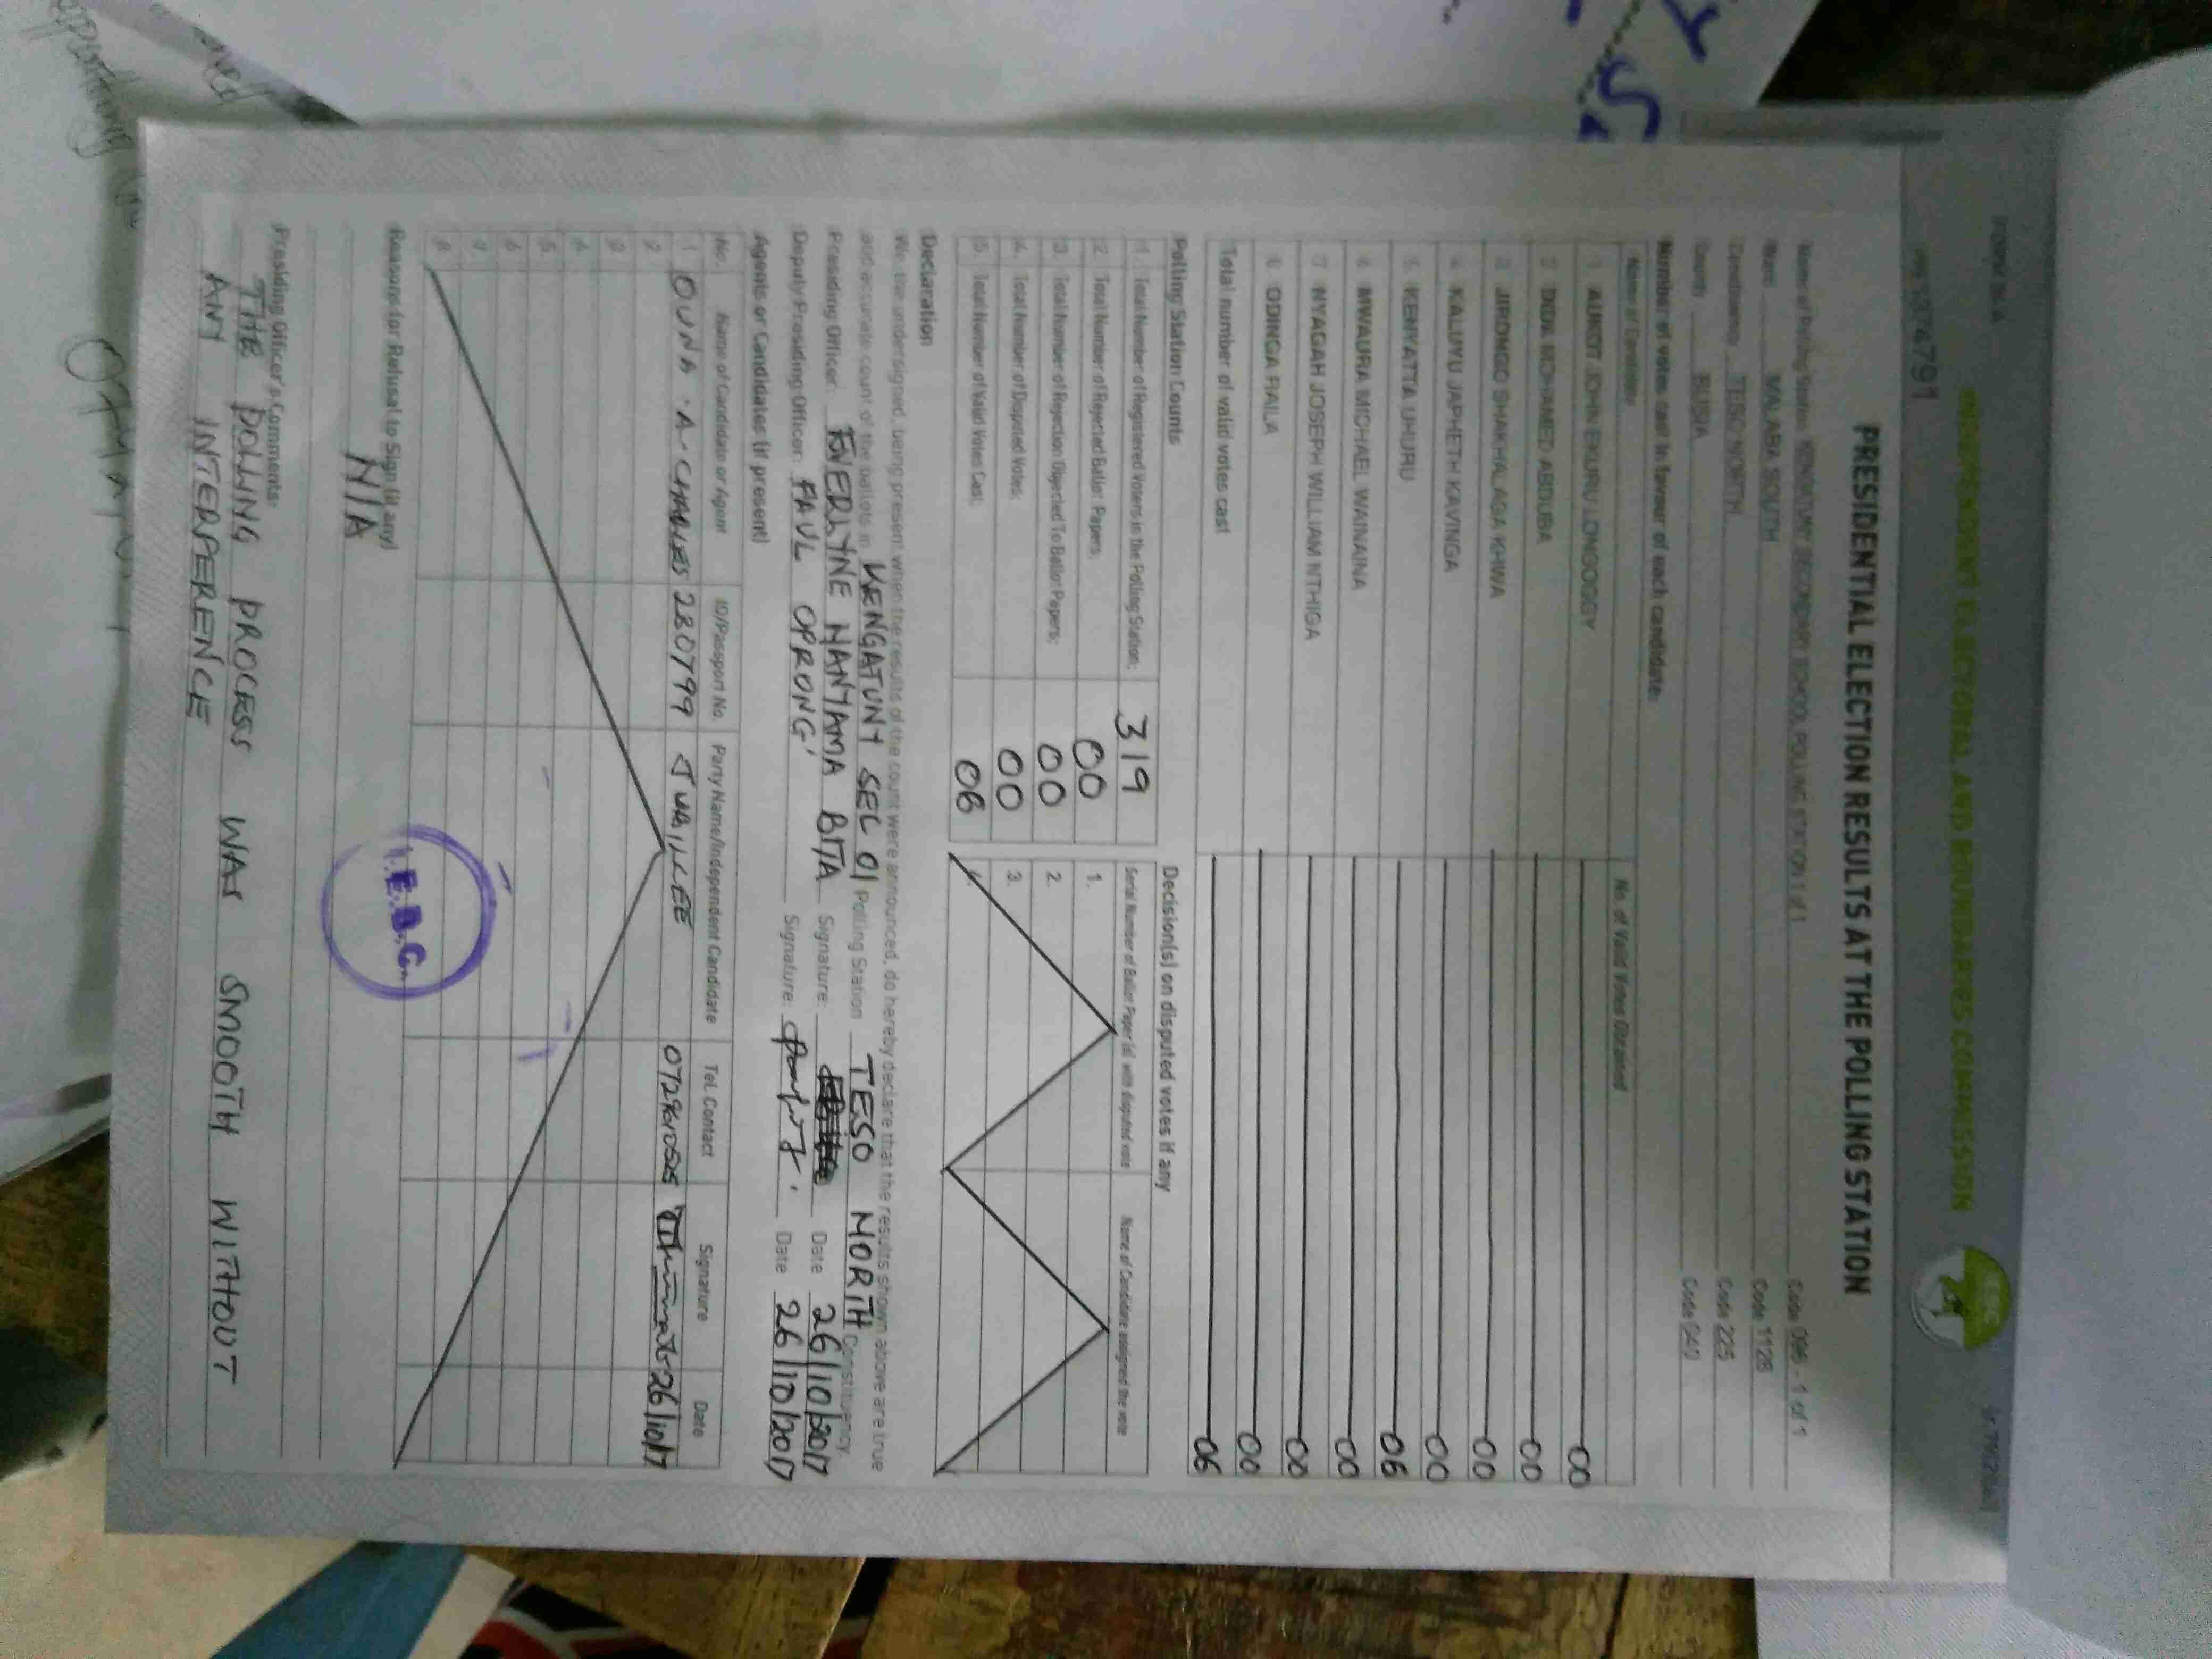 FORM 34A
INDEPENDENT ELECTORAL AND BOUNDARIES COMMISSION
PRESIDENTIAL ELECTION RESULTS AT THE POLLING STATION
Name of Polling Station SECONDARY SCHOOL POLLING STATION 1 of 1 Code 096 - 1 of 1
Ward MALABA SOUTH Code 1126
Constituency TESO NORTH Code 225
County BUSIA Code 040
Number of votes cast in favour of each candidate:
Name of Candidate No. of Valid Votes Obtained
1 AUKOT JOHN EKURU LONGOGGY 00
2 DIDA MOHAMED ABDUBA 00
3 JIRONGO SHAKHALAGA KHWA 00
4 KALUYU JAPHETH KAVINGA 00
5 KENYATTA UHURU 06
6 MWAURA MICHAEL WAINAINA 00
7 NYAGAH JOSEPH WILLIAM NTHIGA 00
8 ODINGA RAILA 00
Total number of valid votes cast 06
Polling Station Counts
1. Total Number of Registered Voters in the Polling Station: 319
2. Total Number of Rejected Ballot Papers: 00
3. Total Number of Rejection Objected To Ballot Papers: 00
4. Total Number of Disputed Votes: 00
5. Total Number of Valid Votes Cast: 06
Decision(s) on disputed votes if any
Serial Number of Ballot Paper (s) with disputed vote Name of Candidate assigned the vote
1.
2.
3.
Declaration
We, the undersigned, being present when the results of the count were announced, do hereby declare that the results shown above are true
and accurate count of the ballots in KENGATUNY SEC 01 Polling Station TESO NORTH Constituency.
Presiding Officer: EVERLYNE NANYAMA BITA Signature: Date 26/10/2017
Deputy Presiding Officer: PAUL OPRONG' Signature: Date 26/10/2017
Agents or Candidates (if present)
No. Name of Candidate or Agent ID/Passport No. Party Name/Independent Candidate Tel. Contact Signature Date
1 OUNA A. CHARLES 2807799 JUBILEE 26/10/17
2
3
4
5
6
7
8
Reasons for Refusal to Sign (if any)
N/A
I.E.B.C.
Presiding Officer's Comments:
THE POLLING PROCESS WAS SMOOTH WITHOUT
ANY INTERFERENCE